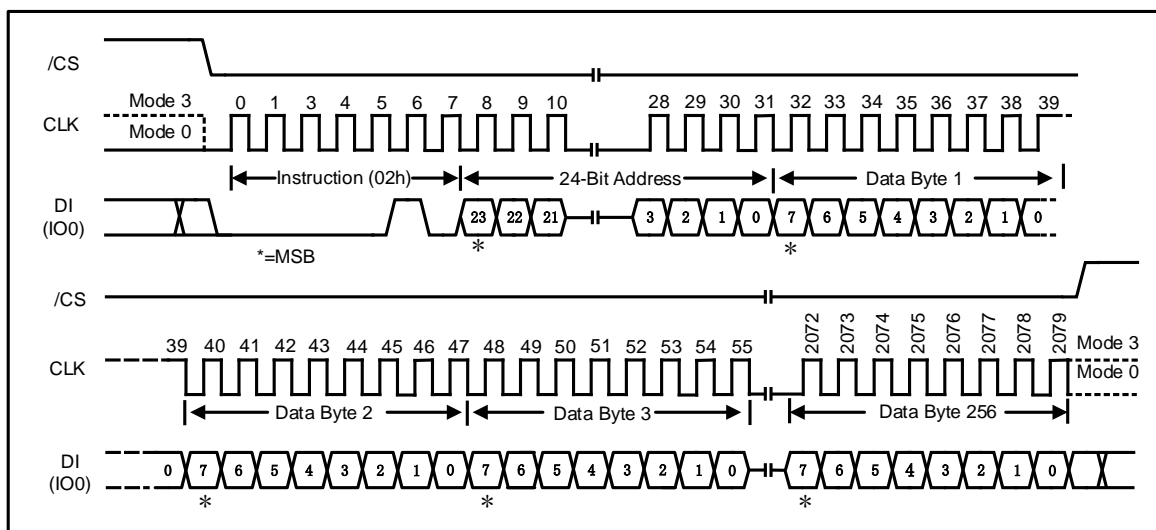 /CS
Mode 3
0 1 3 4 5 6 7 8 9 10 28 29 30 31 32 33 34 35 36 37 38 39
CLK
Mode 0
Instruction (02h) 24-Bit Address Data Byte 1
DI
(IO0)
23 22 21 3 2 1 0 7 6 5 4 3 2 1 0
* *
*=MSB
/CS
39 40 41 42 43 44 45 46 47 48 49 50 51 52 53 54 55 2072 2073 2074 2075 2076 2077 2078 2079
Mode 3
CLK
Mode 0
Data Byte 2 Data Byte 3 Data Byte 256
DI
(IO0)
0 7 6 5 4 3 2 1 0 7 6 5 4 3 2 1 0 7 6 5 4 3 2 1 0
* * *